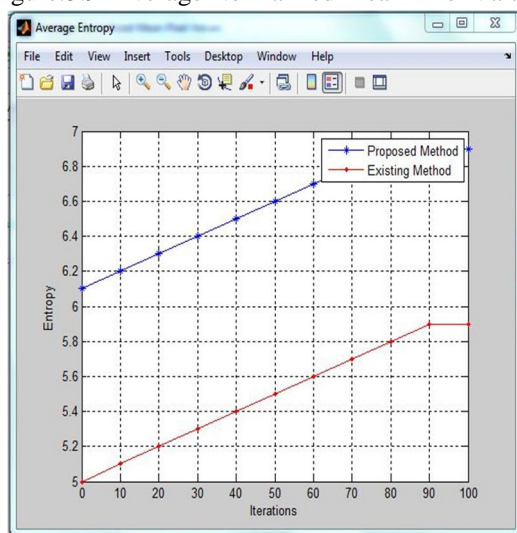 Average Entropy
File Edit View Insert Tools Desktop Window Help
7
6.8
6.6
6.4
6.2
6
5.8
5.6
5.4
5.2
5
Entropy
Proposed Method
Existing Method
0 10 20 30 40 50 60 70 80 90 100
Iterations